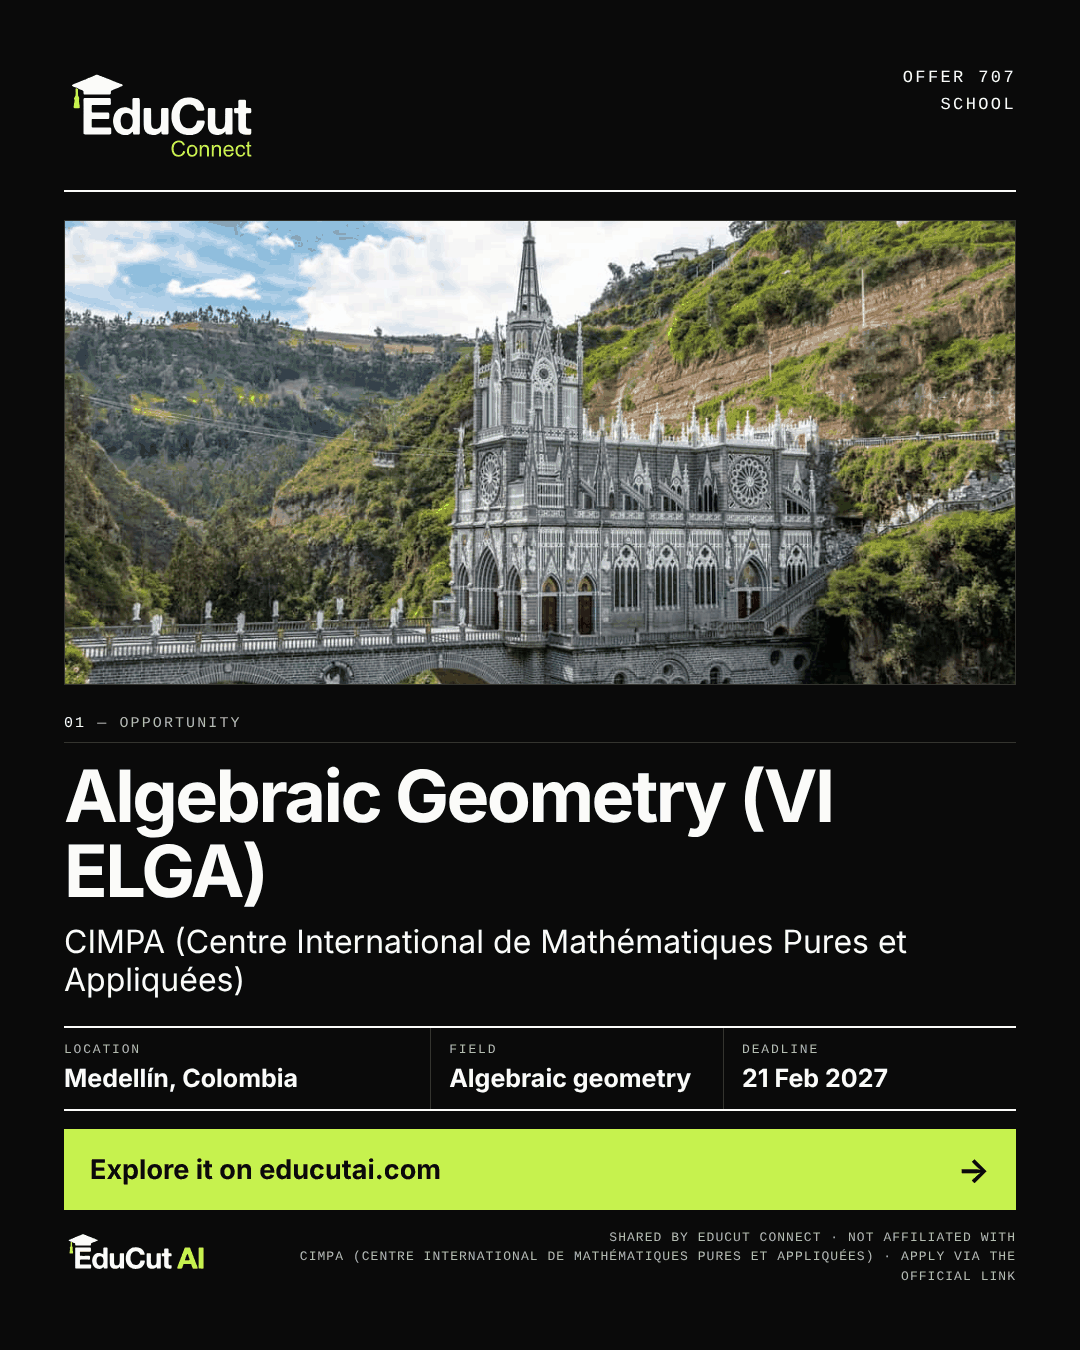 EduCut
Connect
OFFER 707
SCHOOL
01 — OPPORTUNITY
Algebraic Geometry (VI
ELGA)
CIMPA (Centre International de Mathématiques Pures et
Appliquées)
LOCATION
Medellín, Colombia
FIELD
Algebraic geometry
DEADLINE
21 Feb 2027
Explore it on educutai.com →
EduCut AI
SHARED BY EDUCUT CONNECT · NOT AFFILIATED WITH
CIMPA (CENTRE INTERNATIONAL DE MATHÉMATIQUES PURES ET APPLIQUÉES) · APPLY VIA THE
OFFICIAL LINK